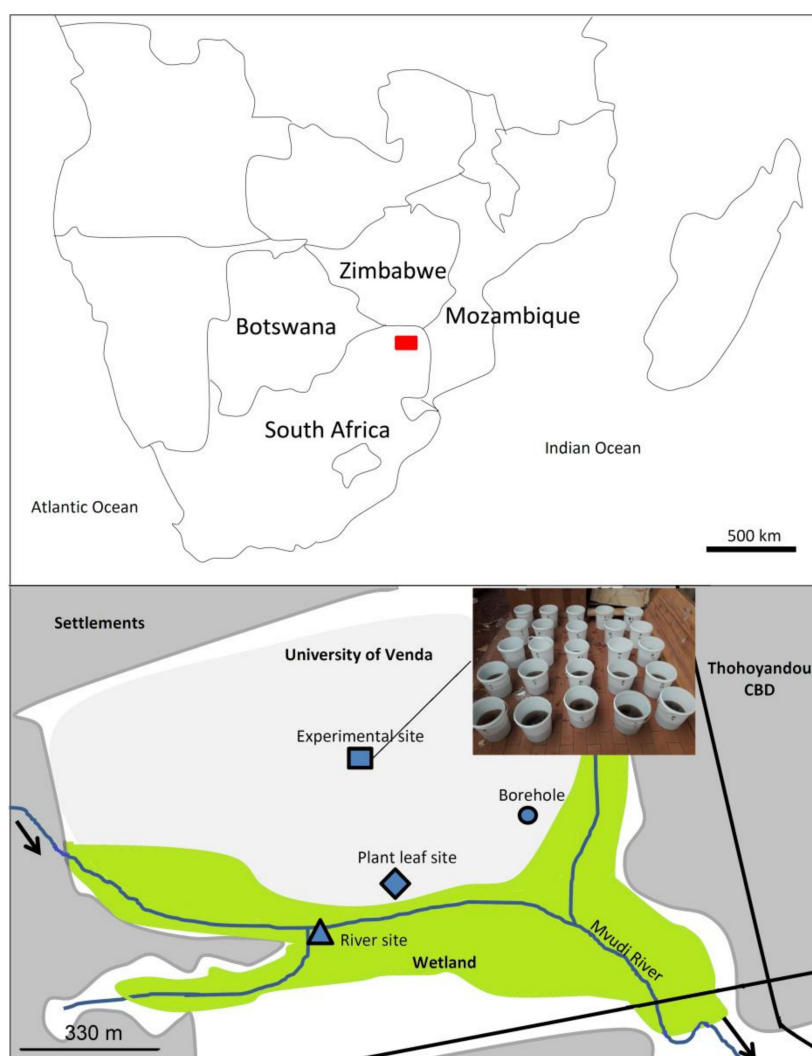 Zimbabwe
Botswana
Mozambique
South Africa
Indian Ocean
Atlantic Ocean
500 km
Settlements
University of Venda
Thohoyandou
CBD
Experimental site
Borehole
Plant leaf site
River site
Wetland
Mvudi River
330 m